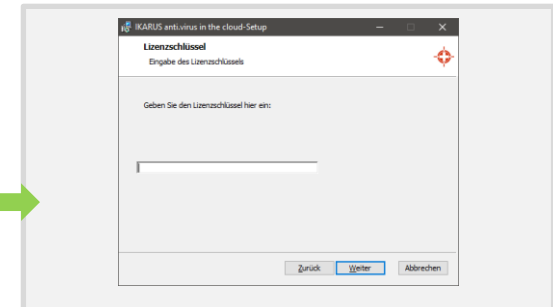 IKARUS anti.virus in the cloud-Setup
Lizenzschlüssel
Eingabe des Lizenzschlüssels
Geben Sie den Lizenzschlüssel hier ein:
Zurück Weiter Abbrechen